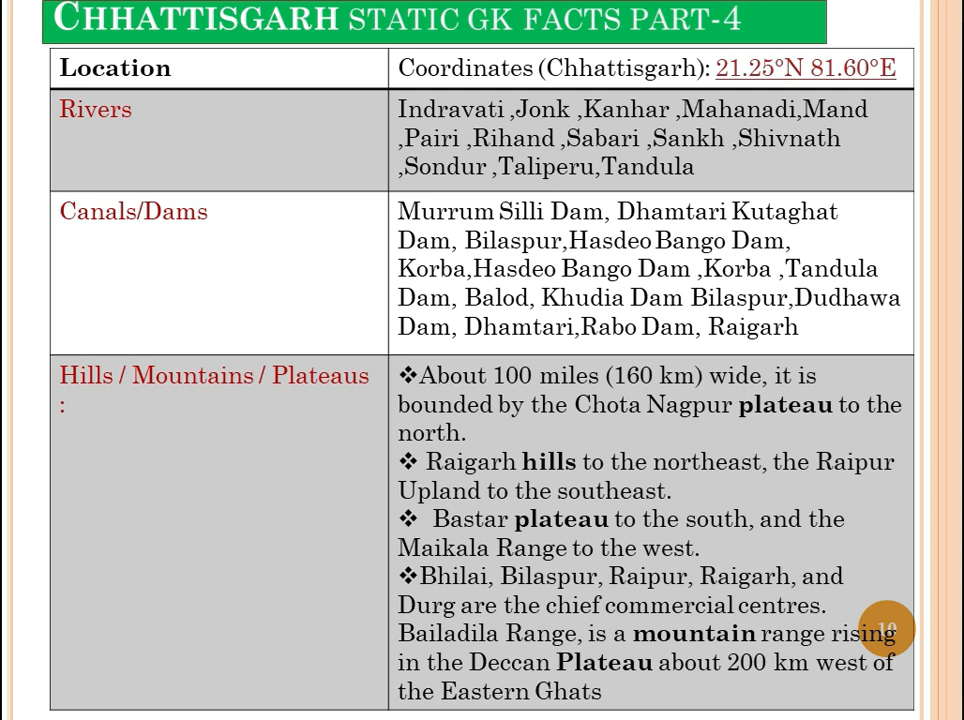 CHHATTISGARH STATIC GK FACTS PART-4
Location
Coordinates (Chhattisgarh): 21.25°N 81.60°E
Rivers
Indravati ,Jonk ,Kanhar ,Mahanadi,Mand
,Pairi ,Rihand ,Sabari ,Sankh ,Shivnath
,Sondur ,Taliperu,Tandula
Canals/Dams
Murrum Silli Dam, Dhamtari Kutaghat
Dam, Bilaspur,Hasdeo Bango Dam,
Korba,Hasdeo Bango Dam ,Korba ,Tandula
Dam, Balod, Khudia Dam Bilaspur,Dudhawa
Dam, Dhamtari,Rabo Dam, Raigarh
Hills / Mountains / Plateaus
:
❖About 100 miles (160 km) wide, it is
bounded by the Chota Nagpur plateau to the
north.
❖ Raigarh hills to the northeast, the Raipur
Upland to the southeast.
❖ Bastar plateau to the south, and the
Maikala Range to the west.
❖Bhilai, Bilaspur, Raipur, Raigarh, and
Durg are the chief commercial centres.
Bailadila Range, is a mountain range rising
in the Deccan Plateau about 200 km west of
the Eastern Ghats
10